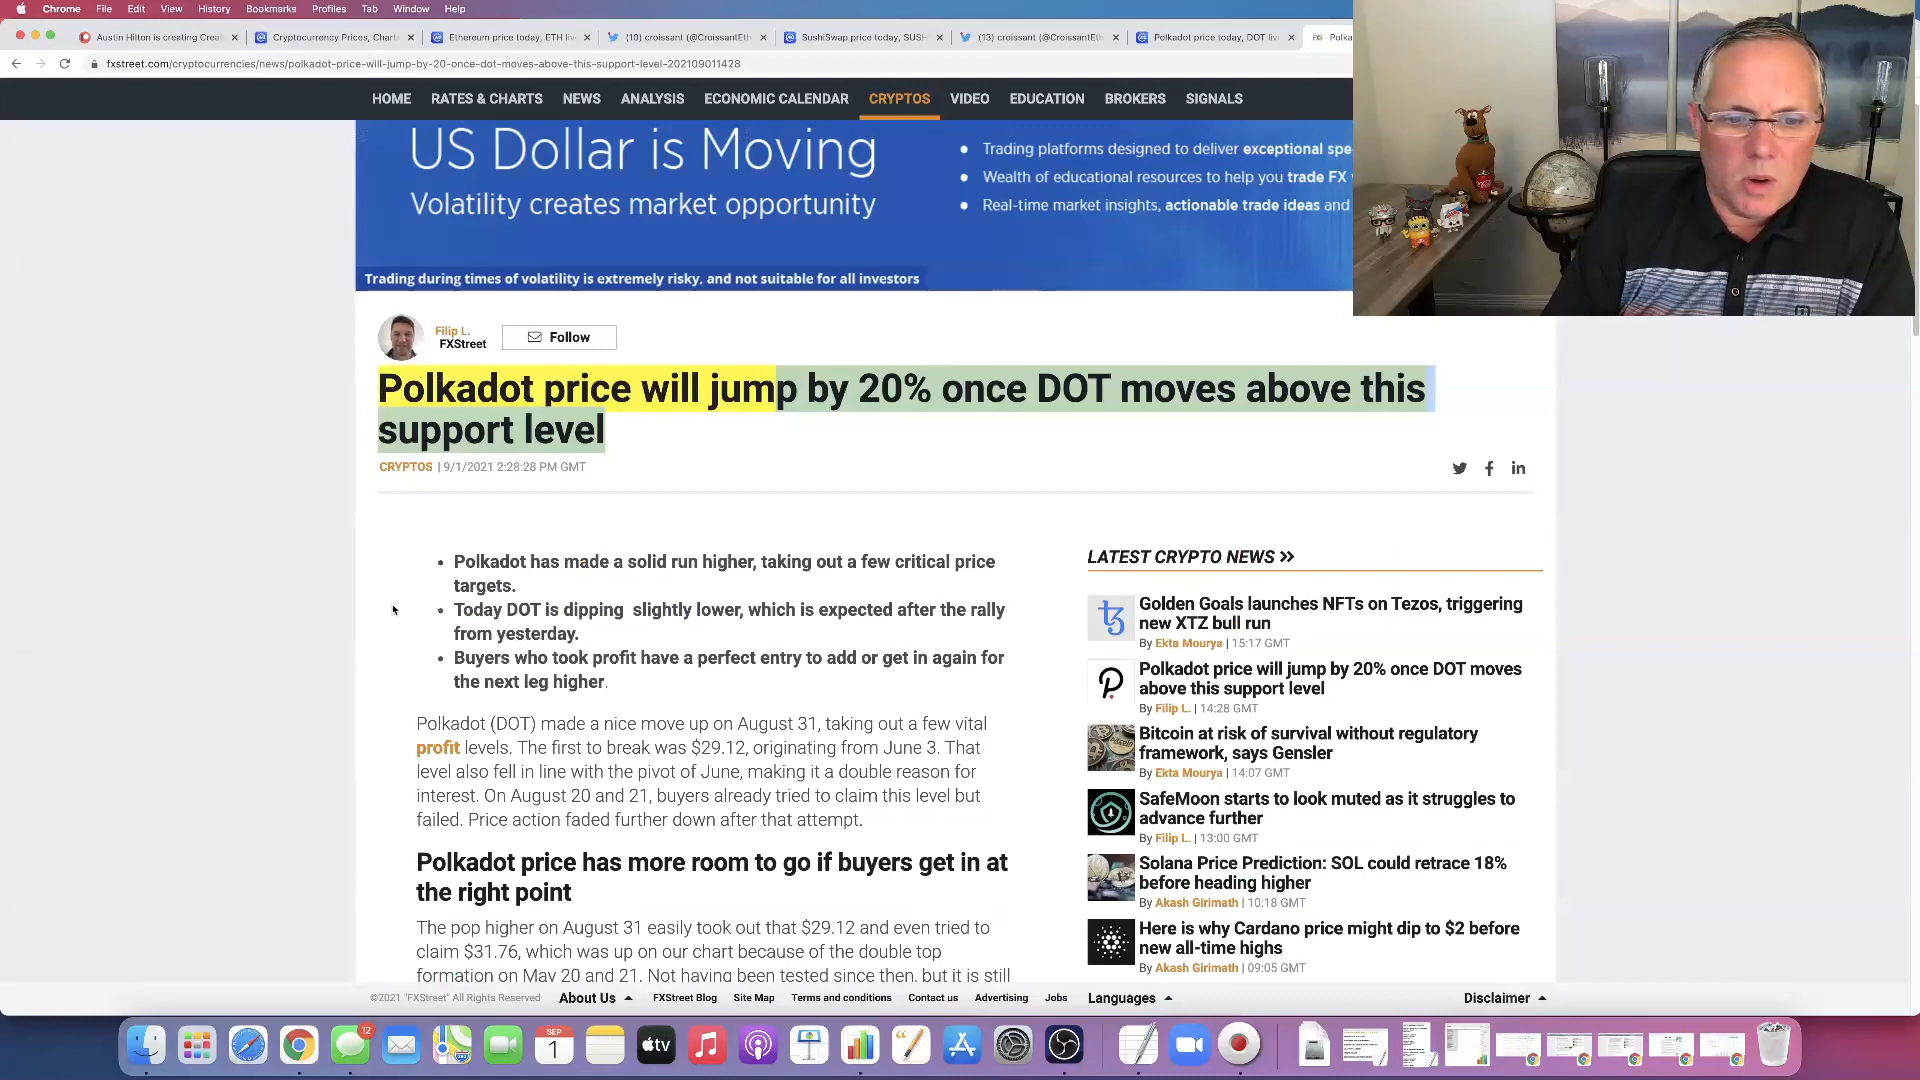 Chrome File Edit View History Bookmarks Profiles Tab Window Help
Austin Hilton is creating Crea
Cryptocurrency Prices, Chart
Ethereum price today, ETH li
(10) croissant (@CroissantEth
SushiSwap price today, SUSH
(13) croissant (@CroissantEth
Polkadot price today, DOT liv
Polka
fxstreet.com/cryptocurrencies/news/polkadot-price-will-jump-by-20-once-dot-moves-above-this-support-level-202109011428
HOME RATES & CHARTS NEWS ANALYSIS ECONOMIC CALENDAR CRYPTOS VIDEO EDUCATION BROKERS SIGNALS
US Dollar is Moving
Volatility creates market opportunity
• Trading platforms designed to deliver exceptional spe
• Wealth of educational resources to help you trade FX
• Real-time market insights, actionable trade ideas and
Trading during times of volatility is extremely risky, and not suitable for all investors
Filip L.
FXStreet
Follow
Polkadot price will jump by 20% once DOT moves above this
support level
CRYPTOS | 9/1/2021 2:28:28 PM GMT
• Polkadot has made a solid run higher, taking out a few critical price
targets.
• Today DOT is dipping slightly lower, which is expected after the rally
from yesterday.
• Buyers who took profit have a perfect entry to add or get in again for
the next leg higher.
Polkadot (DOT) made a nice move up on August 31, taking out a few vital
profit levels. The first to break was $29.12, originating from June 3. That
level also fell in line with the pivot of June, making it a double reason for
interest. On August 20 and 21, buyers already tried to claim this level but
failed. Price action faded further down after that attempt.
Polkadot price has more room to go if buyers get in at
the right point
The pop higher on August 31 easily took out that $29.12 and even tried to
claim $31.76, which was up on our chart because of the double top
formation on May 20 and 21. Not having been tested since then, but it is still
LATEST CRYPTO NEWS
Golden Goals launches NFTs on Tezos, triggering
new XTZ bull run
By Ekta Mourya | 15:17 GMT
Polkadot price will jump by 20% once DOT moves
above this support level
By Filip L. | 14:28 GMT
Bitcoin at risk of survival without regulatory
framework, says Gensler
By Ekta Mourya | 14:07 GMT
SafeMoon starts to look muted as it struggles to
advance further
By Filip L. | 13:00 GMT
Solana Price Prediction: SOL could retrace 18%
before heading higher
By Akash Girimath | 10:18 GMT
Here is why Cardano price might dip to $2 before
new all-time highs
By Akash Girimath | 09:05 GMT
©2021 "FXStreet" All Rights Reserved About Us FXStreet Blog Site Map Terms and conditions Contact us Advertising Jobs Languages Disclaimer
12
SEP
1
tv